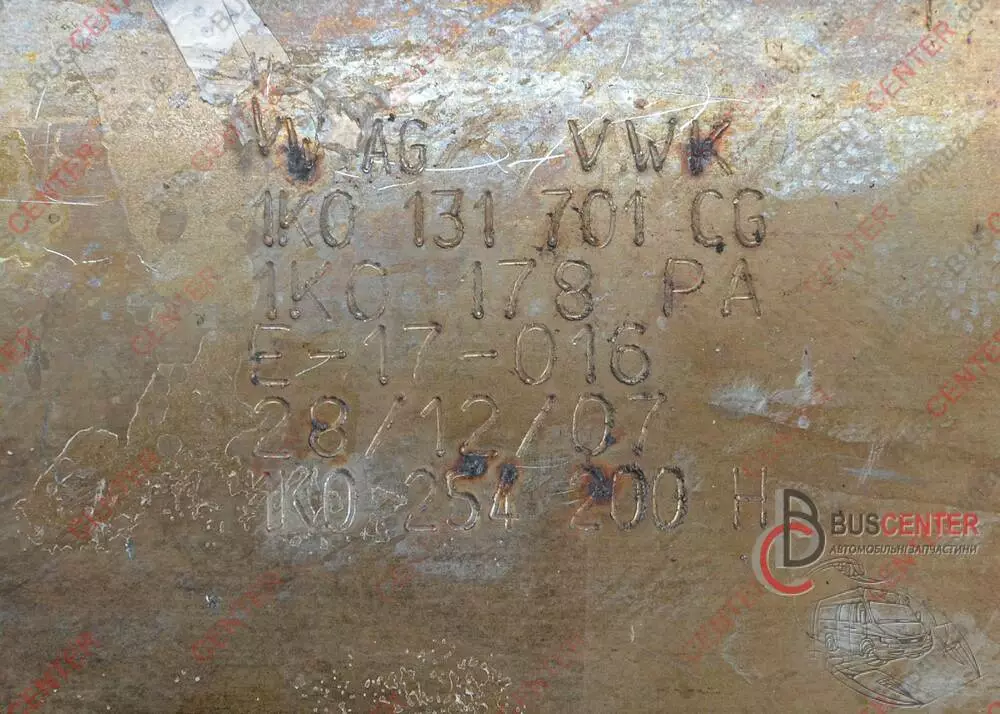 VW AG VWK
1K0 131 701 CG
1K0 178 PA
E-17-016
28/12/07
1K0 254 200 H
BUSCENTER
АВТОМОБІЛЬНІ ЗАПЧАСТИНИ